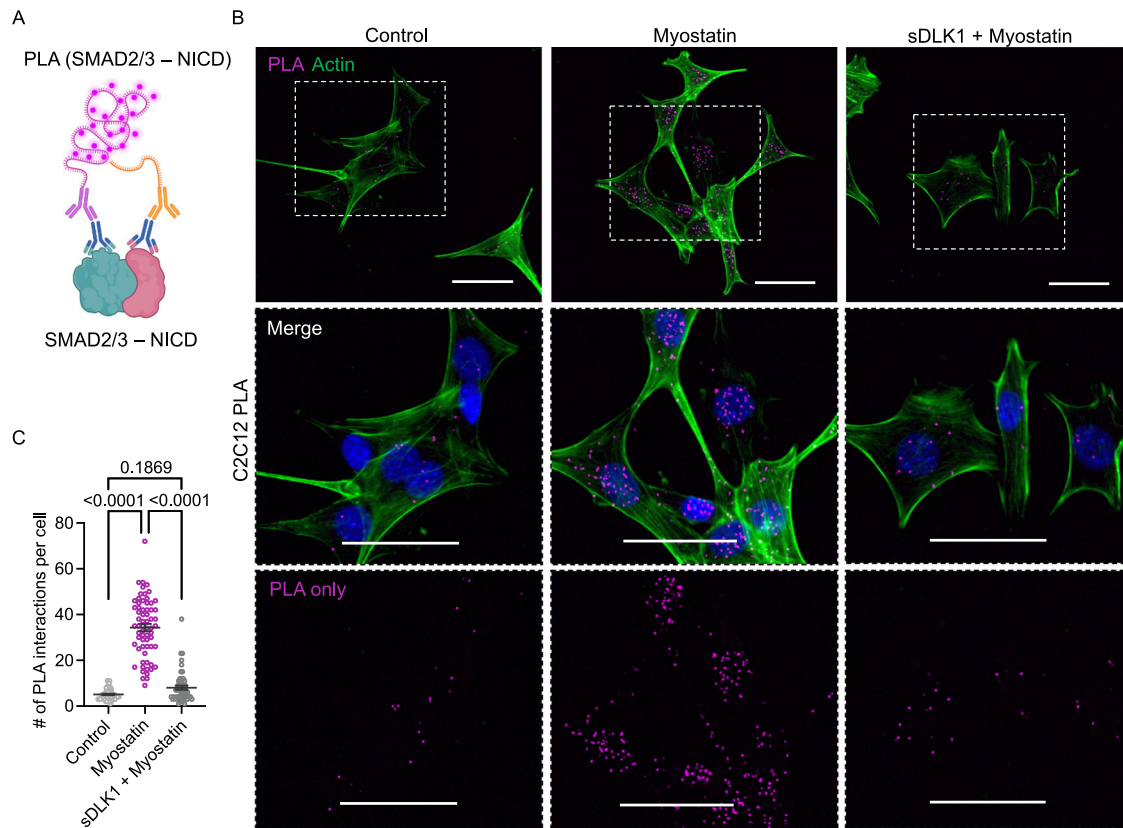 A
PLA (SMAD2/3 – NICD)
SMAD2/3 – NICD
B
Control
Myostatin
sDLK1 + Myostatin
PLA Actin
Merge
PLA only
C2C12 PLA
C
0.1869
<0.0001 <0.0001
80
60
40
20
0
# of PLA interactions per cell
Control
Myostatin
sDLK1 + Myostatin